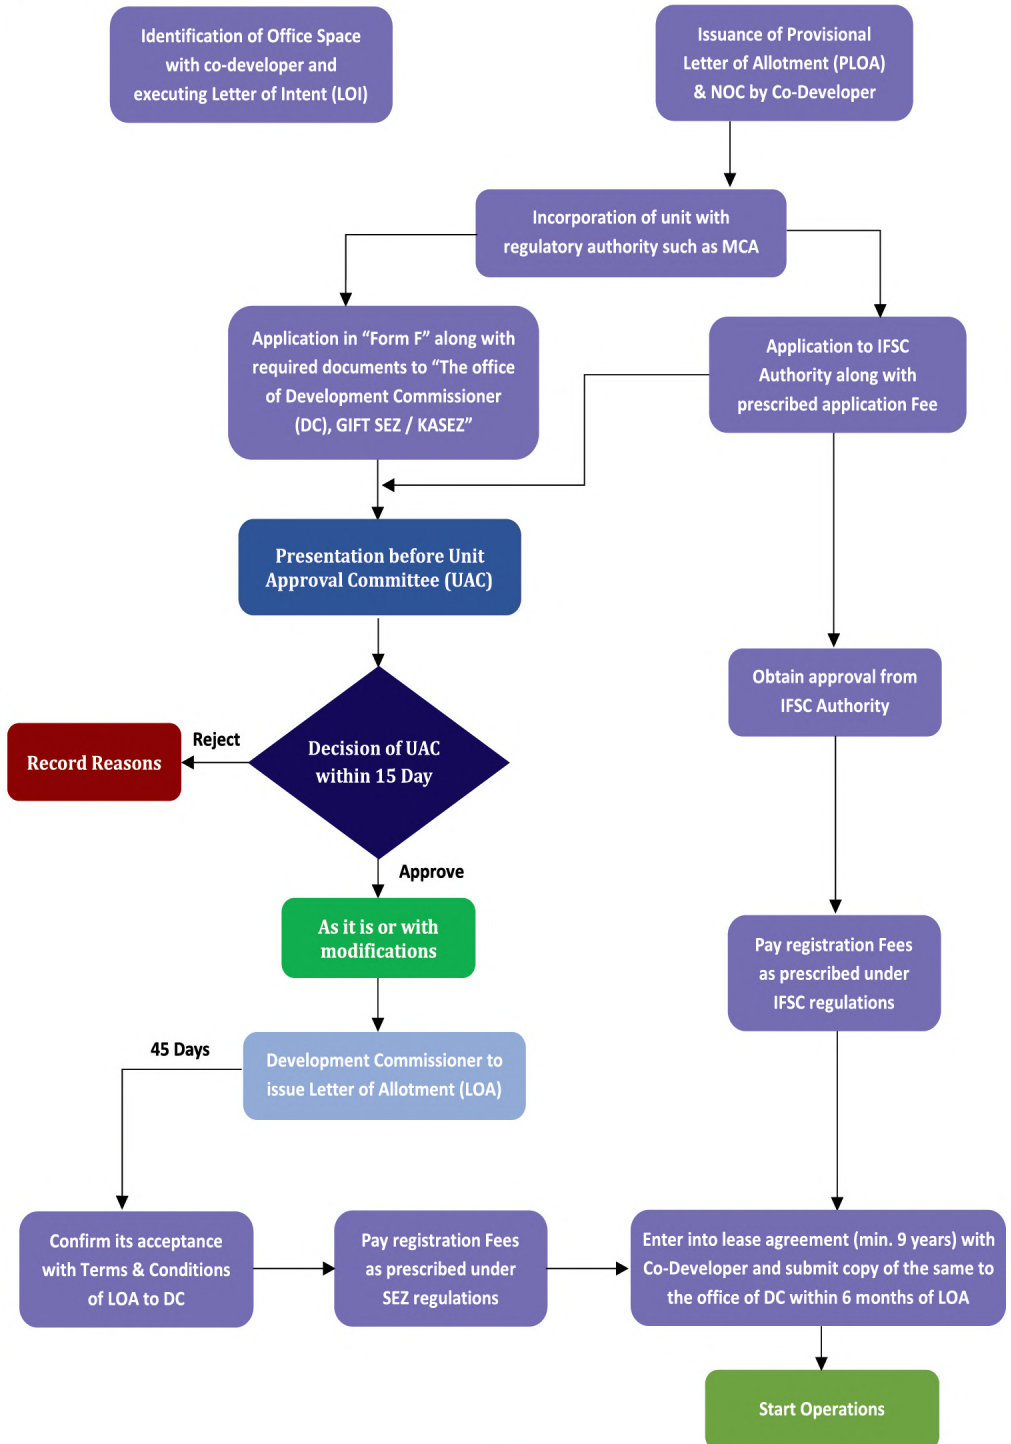 Identification of Office Space
with co-developer and
executing Letter of Intent (LOI)
Issuance of Provisional
Letter of Allotment (PLOA)
& NOC by Co-Developer
Incorporation of unit with
regulatory authority such as MCA
Application in “Form F” along with
required documents to “The office
of Development Commissioner
(DC), GIFT SEZ / KASEZ”
Application to IFSC
Authority along with
prescribed application Fee
Presentation before Unit
Approval Committee (UAC)
Obtain approval from
IFSC Authority
Decision of UAC
within 15 Day
Reject
Record Reasons
Approve
As it is or with
modifications
Pay registration Fees
as prescribed under
IFSC regulations
Development Commissioner to
issue Letter of Allotment (LOA)
45 Days
Confirm its acceptance
with Terms & Conditions
of LOA to DC
Pay registration Fees
as prescribed under
SEZ regulations
Enter into lease agreement (min. 9 years) with
Co-Developer and submit copy of the same to
the office of DC within 6 months of LOA
Start Operations